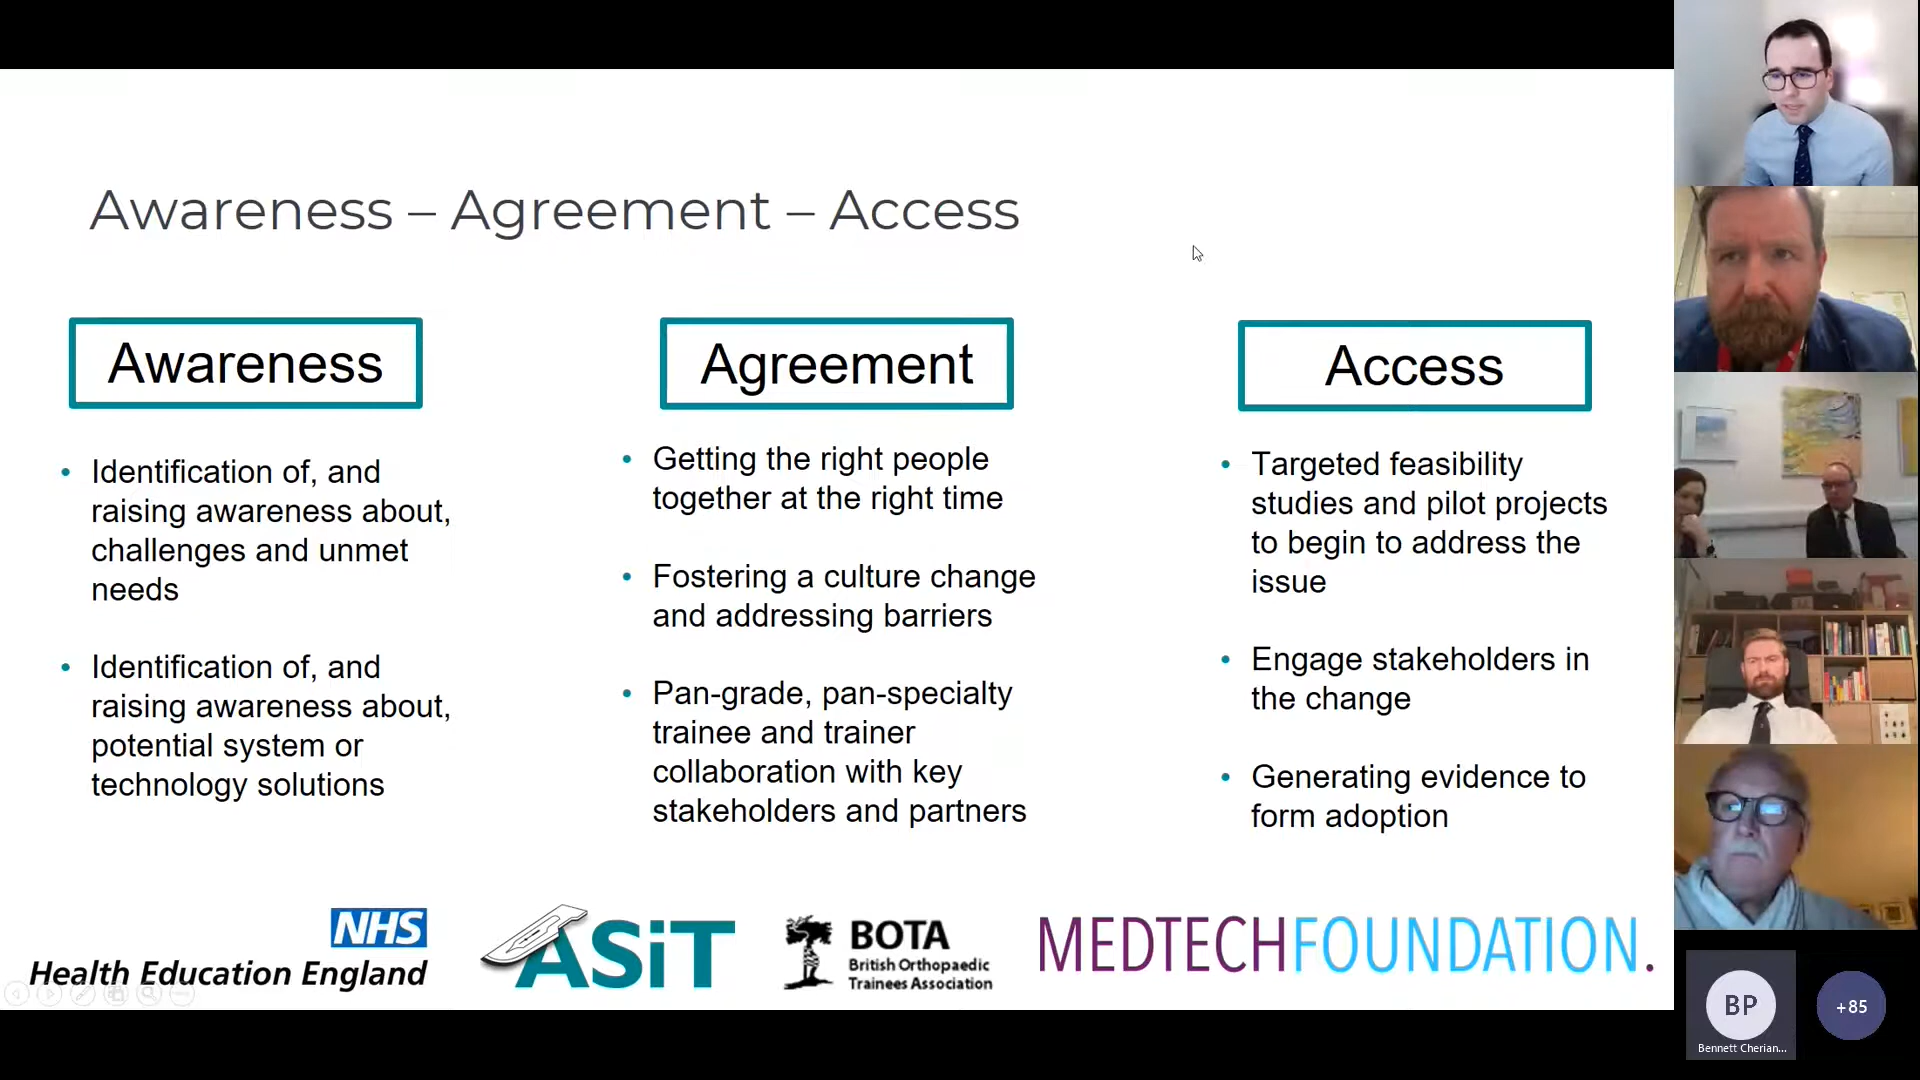 Awareness – Agreement – Access
Awareness
• Identification of, and
raising awareness about,
challenges and unmet
needs
• Identification of, and
raising awareness about,
potential system or
technology solutions
Agreement
• Getting the right people
together at the right time
• Fostering a culture change
and addressing barriers
• Pan-grade, pan-specialty
trainee and trainer
collaboration with key
stakeholders and partners
Access
• Targeted feasibility
studies and pilot projects
to begin to address the
issue
• Engage stakeholders in
the change
• Generating evidence to
form adoption
NHS
Health Education England
ASiT
BOTA
British Orthopaedic
Trainees Association
MEDTECHFOUNDATION.
BP
Bennett Cherian...
+85